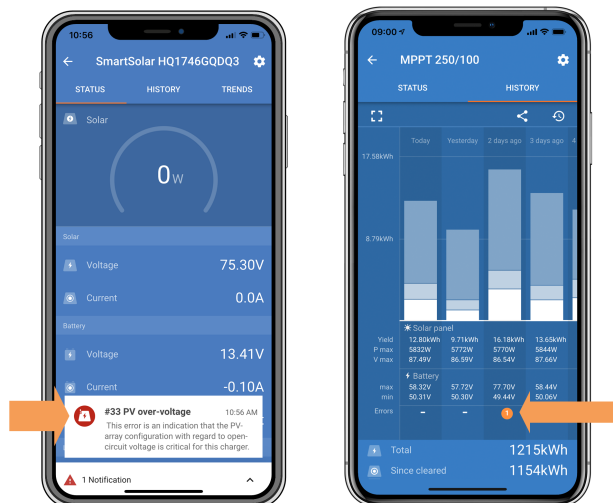 10:56
SmartSolar HQ1746GQDQ3
STATUS HISTORY TRENDS
Solar
0W
Solar
Voltage 75.30V
Current 0.0A
Battery
Voltage 13.41V
Current -0.10A
#33 PV over-voltage 10:56 AM
This error is an indication that the PV-
array configuration with regard to open-
circuit voltage is critical for this charger.
1 Notification
09:00
MPPT 250/100
STATUS HISTORY
Today Yesterday 2 days ago 3 days ago 4
17.58kWh
8.79kWh
Solar panel
Yield 12.80kWh 9.71kWh 16.18kWh 13.65kWh
P max 5832W 5772W 5770W 5844W
V max 87.49V 86.59V 86.54V 87.66V
Battery
max 58.32V 57.72V 77.70V 58.44V
min 50.31V 50.30V 49.44V 50.06V
Errors – – 1
Total 1215kWh
Since cleared 1154kWh